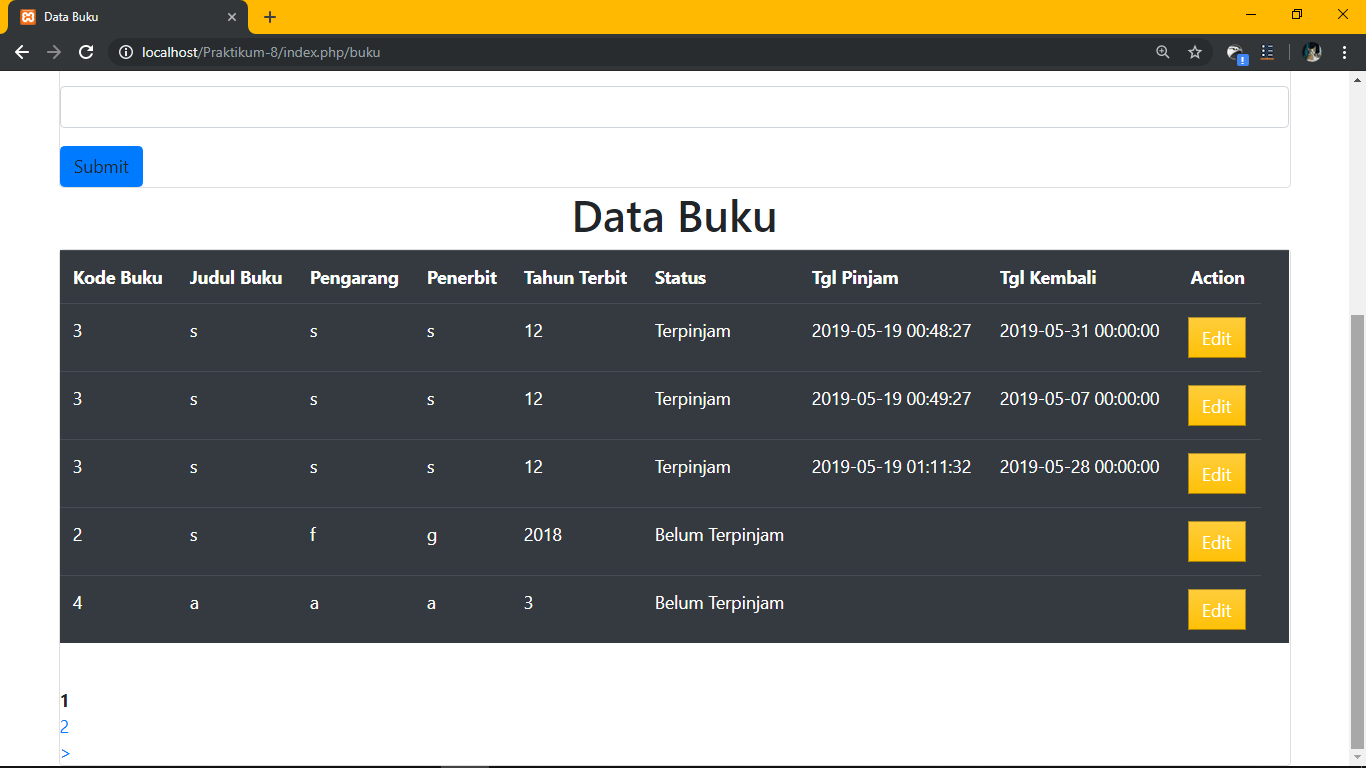 Data Buku
localhost/Praktikum-8/index.php/buku
Submit
Data Buku
Kode Buku Judul Buku Pengarang Penerbit Tahun Terbit Status Tgl Pinjam Tgl Kembali Action
3 s s s 12 Terpinjam 2019-05-19 00:48:27 2019-05-31 00:00:00 Edit
3 s s s 12 Terpinjam 2019-05-19 00:49:27 2019-05-07 00:00:00 Edit
3 s s s 12 Terpinjam 2019-05-19 01:11:32 2019-05-28 00:00:00 Edit
2 s f g 2018 Belum Terpinjam Edit
4 a a a 3 Belum Terpinjam Edit
1
2
>